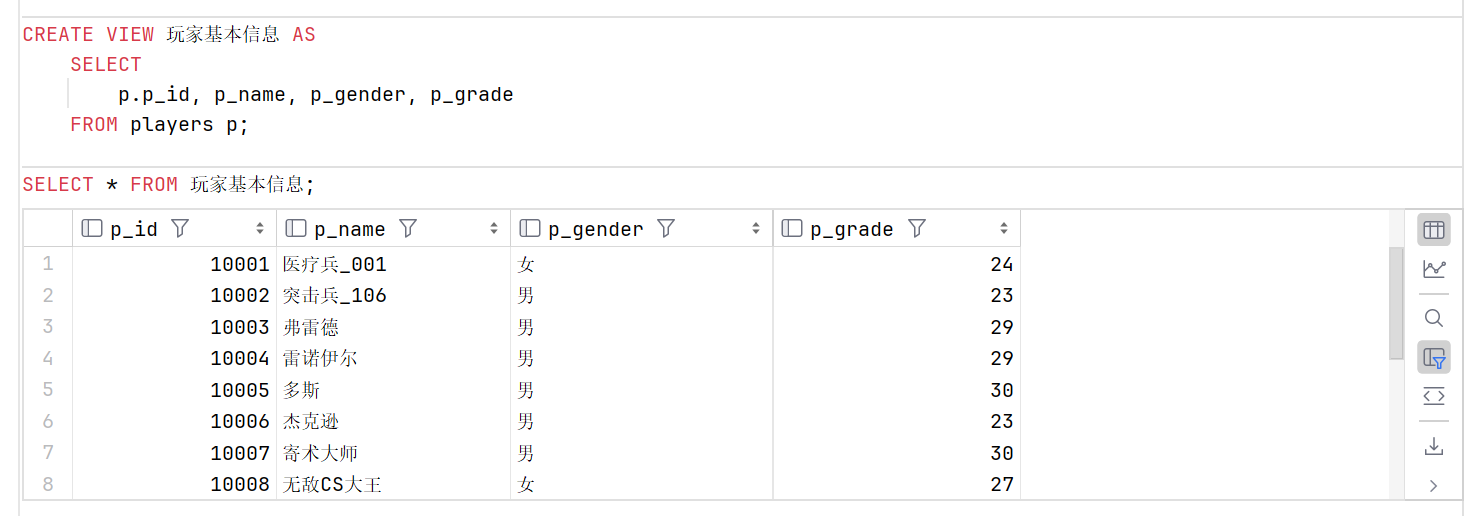 CREATE VIEW 玩家基本信息 AS
SELECT
p.p_id, p_name, p_gender, p_grade
FROM players p;
SELECT * FROM 玩家基本信息;
p_id p_name p_gender p_grade
1 10001 医疗兵_001 女 24
2 10002 突击兵_106 男 23
3 10003 弗雷德 男 29
4 10004 雷诺伊尔 男 29
5 10005 多斯 男 30
6 10006 杰克逊 男 23
7 10007 寄术大师 男 30
8 10008 无敌CS大王 女 27